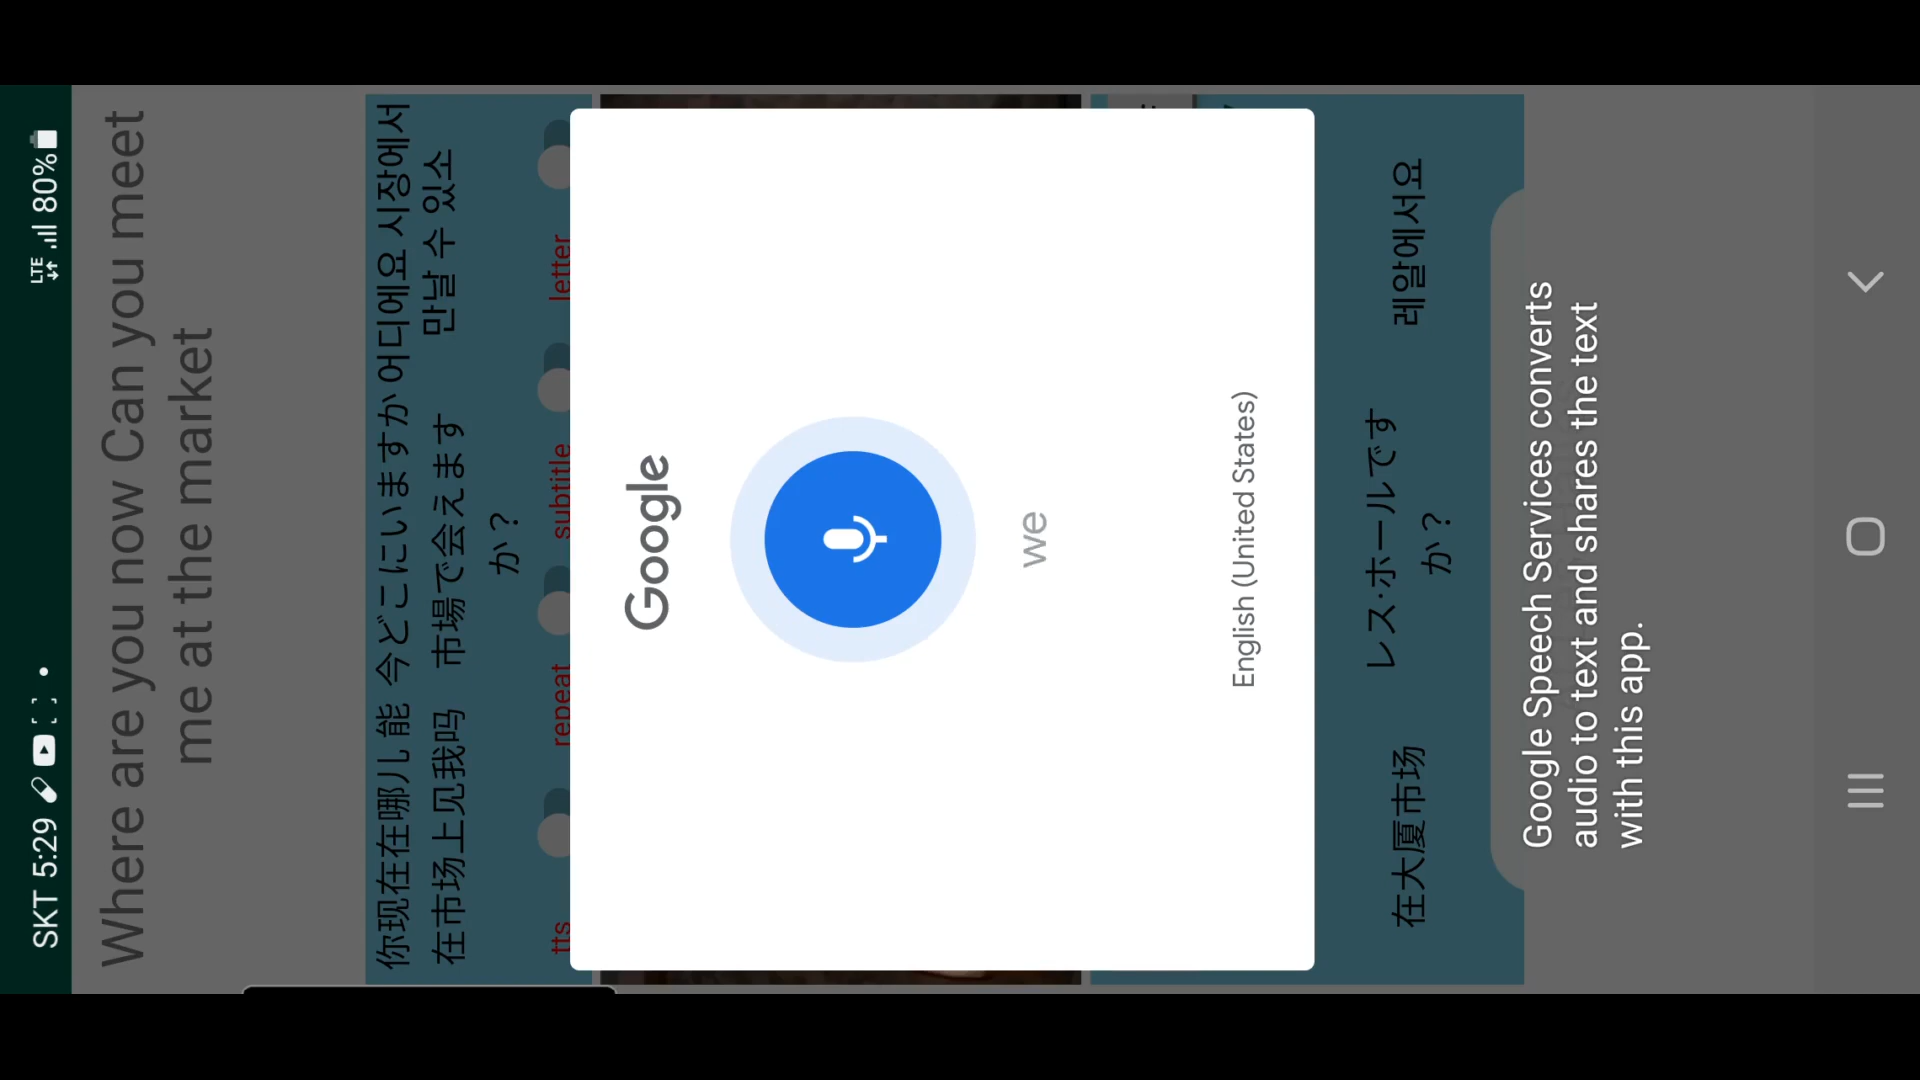 SKT 5:29
LTE
80%
Where are you now Can you meet
me at the market
你现在在哪儿 能
在市场上见我吗
今どこにいますか
市場で会えます
か？
어디에요 시장에서
만날 수 있소
tts
repeat
subtitle
letter
Google
we
English (United States)
在大厦市场
レス·ホールです
か？
레알에서요
Google Speech Services converts
audio to text and shares the text
with this app.